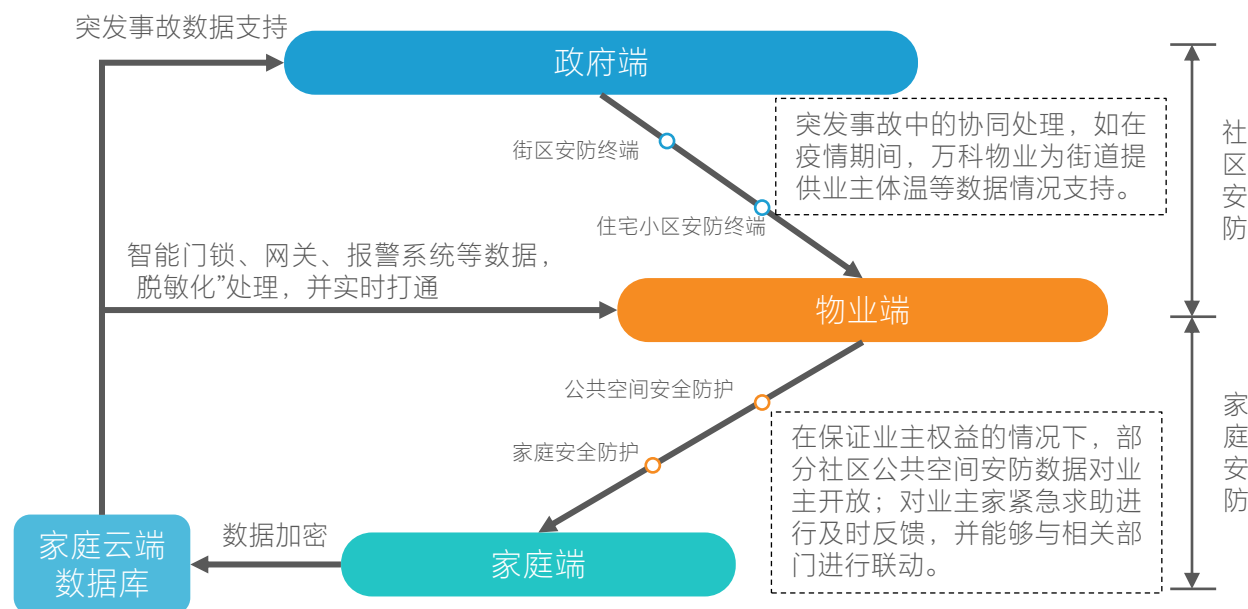 突发事故数据支持
政府端
街区安防终端
突发事故中的协同处理，如在
疫情期间，万科物业为街道提
供业主体温等数据情况支持。
社
区
安
防
住宅小区安防终端
智能门锁、网关、报警系统等数据，
脱敏化”处理，并实时打通
物业端
公共空间安全防护
家庭安全防护
在保证业主权益的情况下，部
分社区公共空间安防数据对业
主开放；对业主家紧急求助进
行及时反馈，并能够与相关部
门进行联动。
家
庭
安
防
数据加密
家庭端
家庭云端
数据库